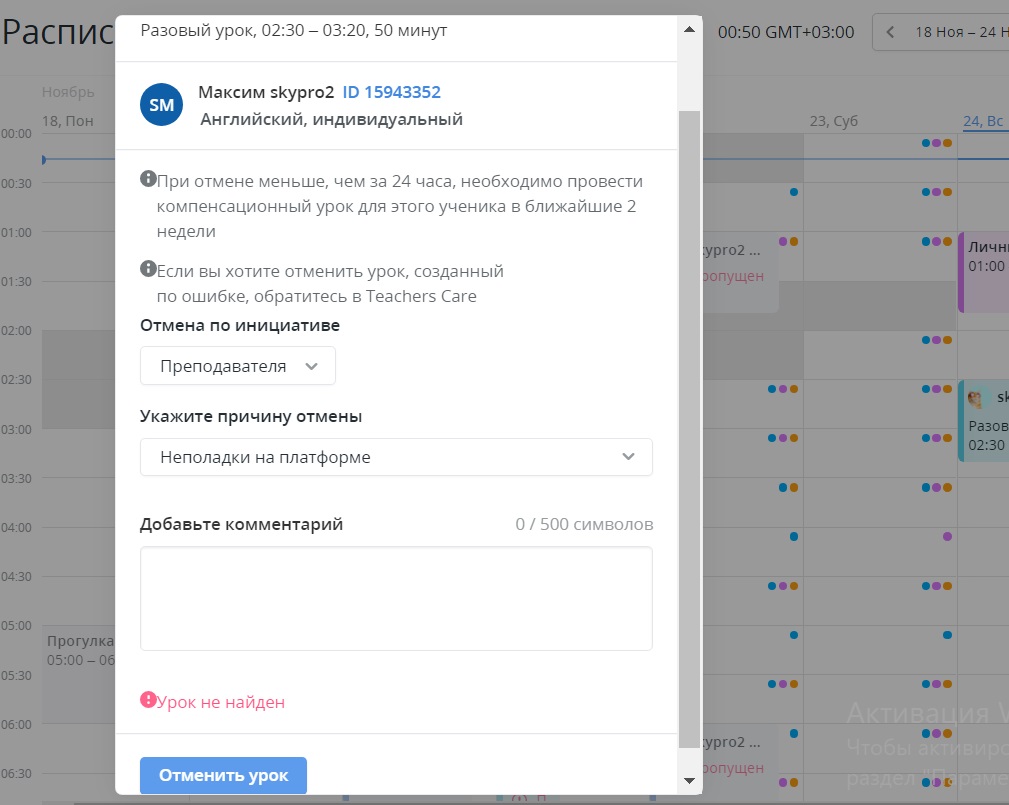 Распис
00:50 GMT+03:00
18 Ноя – 24 Н
Разовый урок, 02:30 – 03:20, 50 минут
SM
Максим skypro2 ID 15943352
Английский, индивидуальный
При отмене меньше, чем за 24 часа, необходимо провести
компенсационный урок для этого ученика в ближайшие 2
недели
Если вы хотите отменить урок, созданный
по ошибке, обратитесь в Teachers Care
Отмена по инициативе
Преподавателя
Укажите причину отмены
Неполадки на платформе
Добавьте комментарий
0 / 500 символов
Урок не найден
Отменить урок
Ноябрь
18, Пон
23, Суб
24, Вс
00:00
00:30
01:00
01:30
02:00
02:30
03:00
03:30
04:00
04:30
05:00
05:30
06:00
06:30
Прогулка
05:00 – 06
kypro2 ...
ропущен
kypro2 ...
ропущен
Личн
01:00
sk
Разов
02:30
Активация V
Чтобы активиро
раздел "Параме